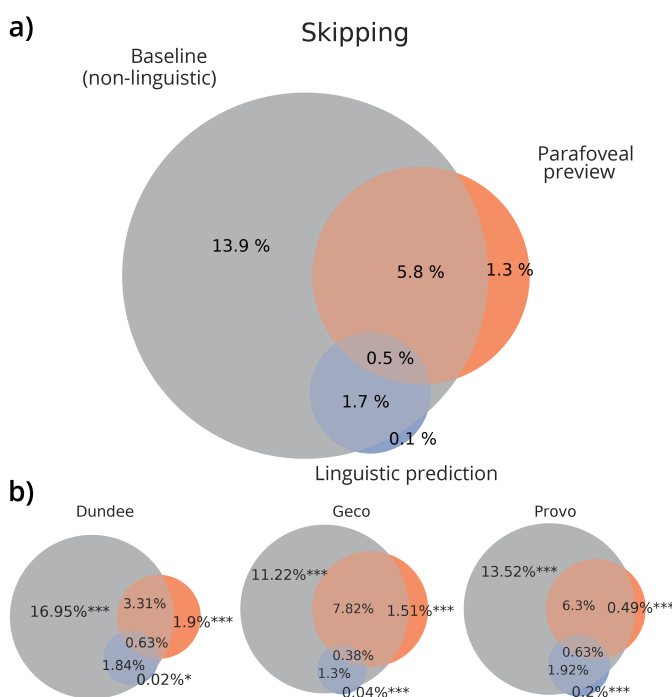 a)
Skipping
Baseline
(non-linguistic)
Parafoveal
preview
13.9 %
5.8 %
1.3 %
0.5 %
1.7 %
0.1 %
Linguistic prediction
b)
Dundee
Geco
Provo
16.95%***
3.31%
1.9%***
0.63%
1.84%
0.02%*
11.22%***
7.82%
1.51%***
0.38%
1.3%
0.04%***
13.52%***
6.3%
0.49%***
0.63%
1.92%
0.2%***